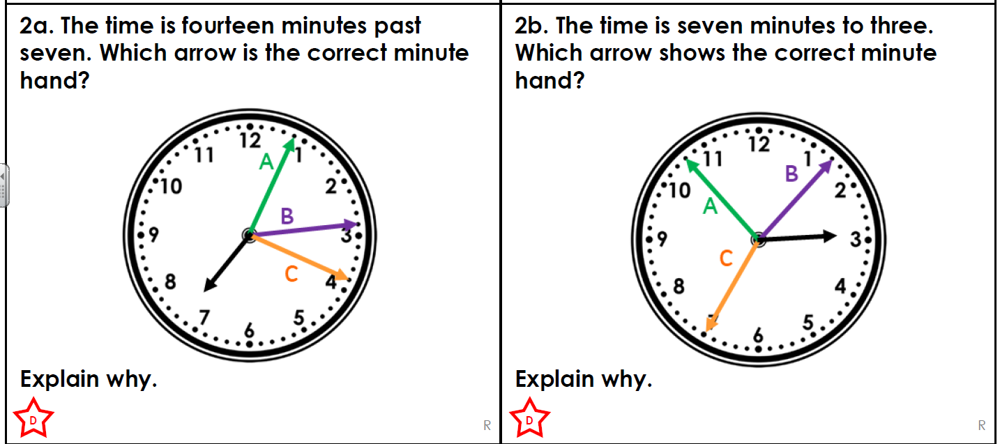 2a. The time is fourteen minutes past
seven. Which arrow is the correct minute
hand?
12
11
1
A
10
2
B
9
3
C
8
4
7
5
6
Explain why.
D
R
2b. The time is seven minutes to three.
Which arrow shows the correct minute
hand?
12
11
1
B
10
2
A
9
3
C
8
4
7
5
6
Explain why.
D
R